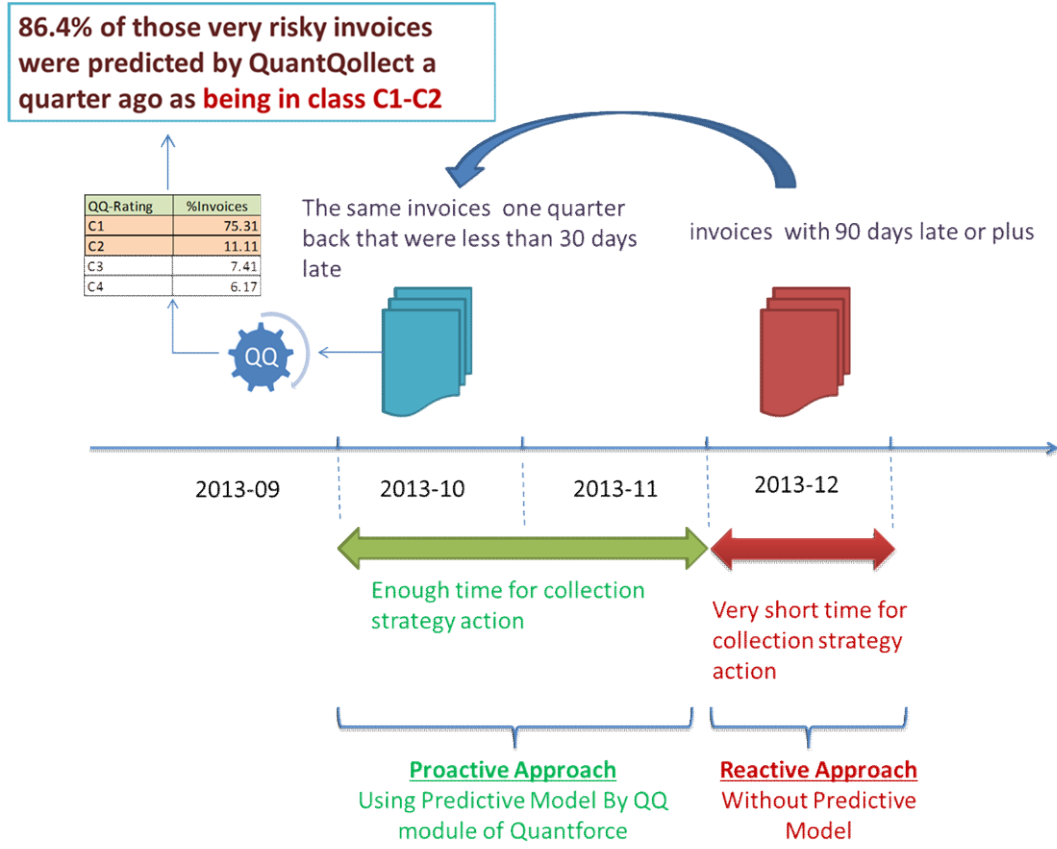 86.4% of those very risky invoices
were predicted by QuantQollect a
quarter ago as being in class C1-C2
QQ-Rating %Invoices
C1 75.31
C2 11.11
C3 7.41
C4 6.17
The same invoices one quarter
back that were less than 30 days
late
invoices with 90 days late or plus
QQ
2013-09 2013-10 2013-11 2013-12
Enough time for collection
strategy action
Very short time for
collection strategy
action
Proactive Approach
Using Predictive Model By QQ
module of Quantforce
Reactive Approach
Without Predictive
Model